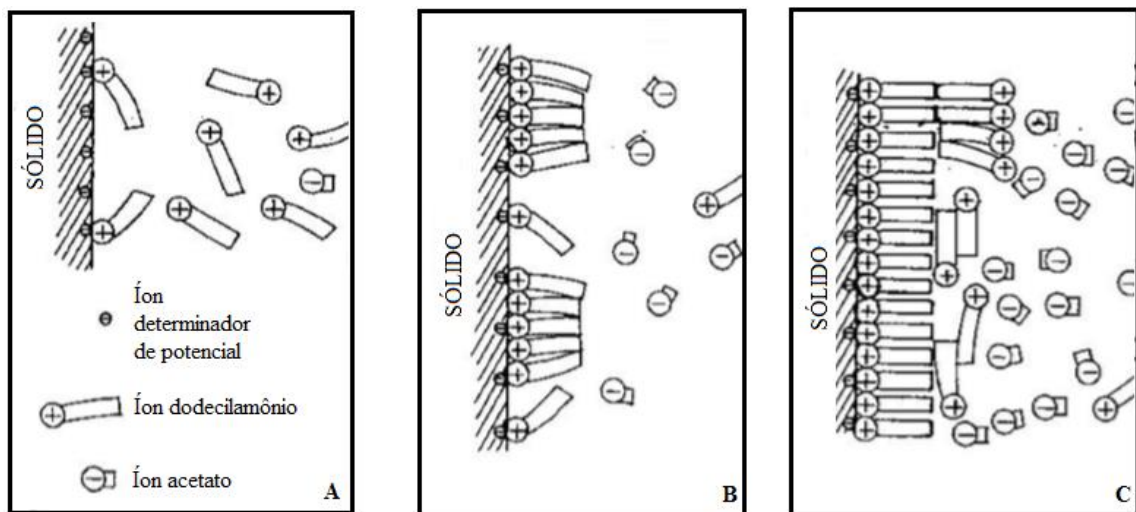 SÓLIDO
Íon
determinador
de potencial
Íon dodecilamônio
Íon acetato
A
SÓLIDO
B
SÓLIDO
C